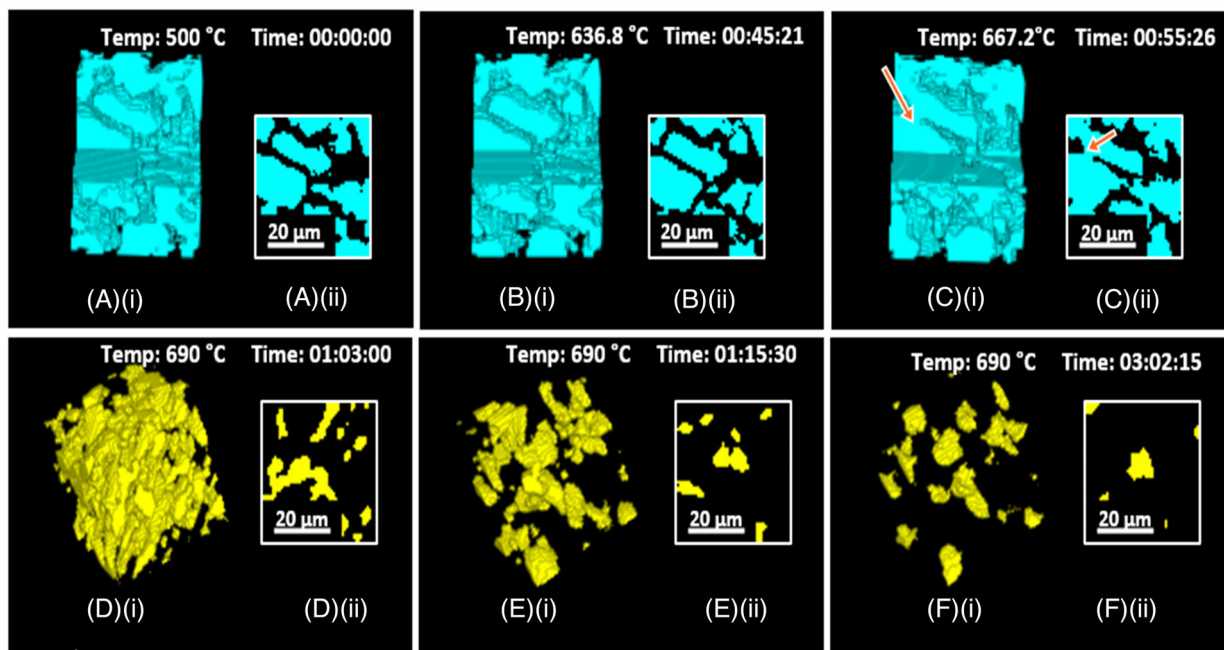 Temp: 500 °C Time: 00:00:00
20 µm
(A)(i) (A)(ii)
Temp: 636.8 °C Time: 00:45:21
20 µm
(B)(i) (B)(ii)
Temp: 667.2°C Time: 00:55:26
20 µm
(C)(i) (C)(ii)
Temp: 690 °C Time: 01:03:00
20 µm
(D)(i) (D)(ii)
Temp: 690 °C Time: 01:15:30
20 µm
(E)(i) (E)(ii)
Temp: 690 °C Time: 03:02:15
20 µm
(F)(i) (F)(ii)